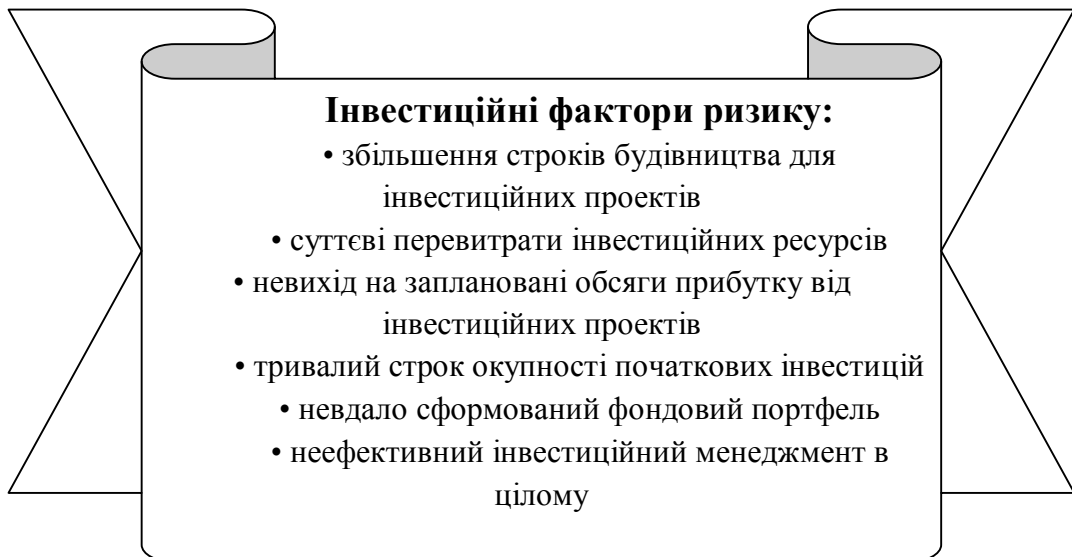 Інвестиційні фактори ризику:
• збільшення строків будівництва для
інвестиційних проектів
• суттєві перевитрати інвестиційних ресурсів
• невихід на заплановані обсяги прибутку від
інвестиційних проектів
• тривалий строк окупності початкових інвестицій
• невдало сформований фондовий портфель
• неефективний інвестиційний менеджмент в
цілому